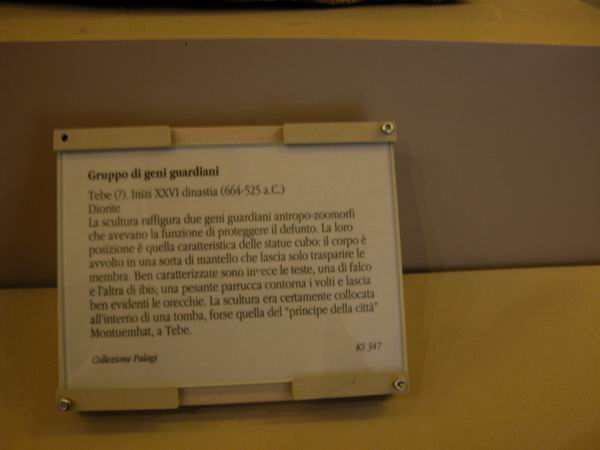 Gruppo di geni guardiani
Tebe (?). Inizi XXVI dinastia (664-525 a.C.)
Diorite
La scultura raffigura due geni guardiani antropo-zoomorfi
che avevano la funzione di proteggere il defunto. La loro
posizione è quella caratteristica delle statue cubo: il corpo è
avvolto in una sorta di mantello che lascia solo trasparire le
membra. Ben caratterizzate sono invece le teste, una di falco
e l'altra di ibis; una pesante parrucca contorna i volti e lascia
ben evidenti le orecchie. La scultura era certamente collocata
all'interno di una tomba, forse quella del "principe della città"
Montuemhat, a Tebe.
Collezione Palagi
KS 347